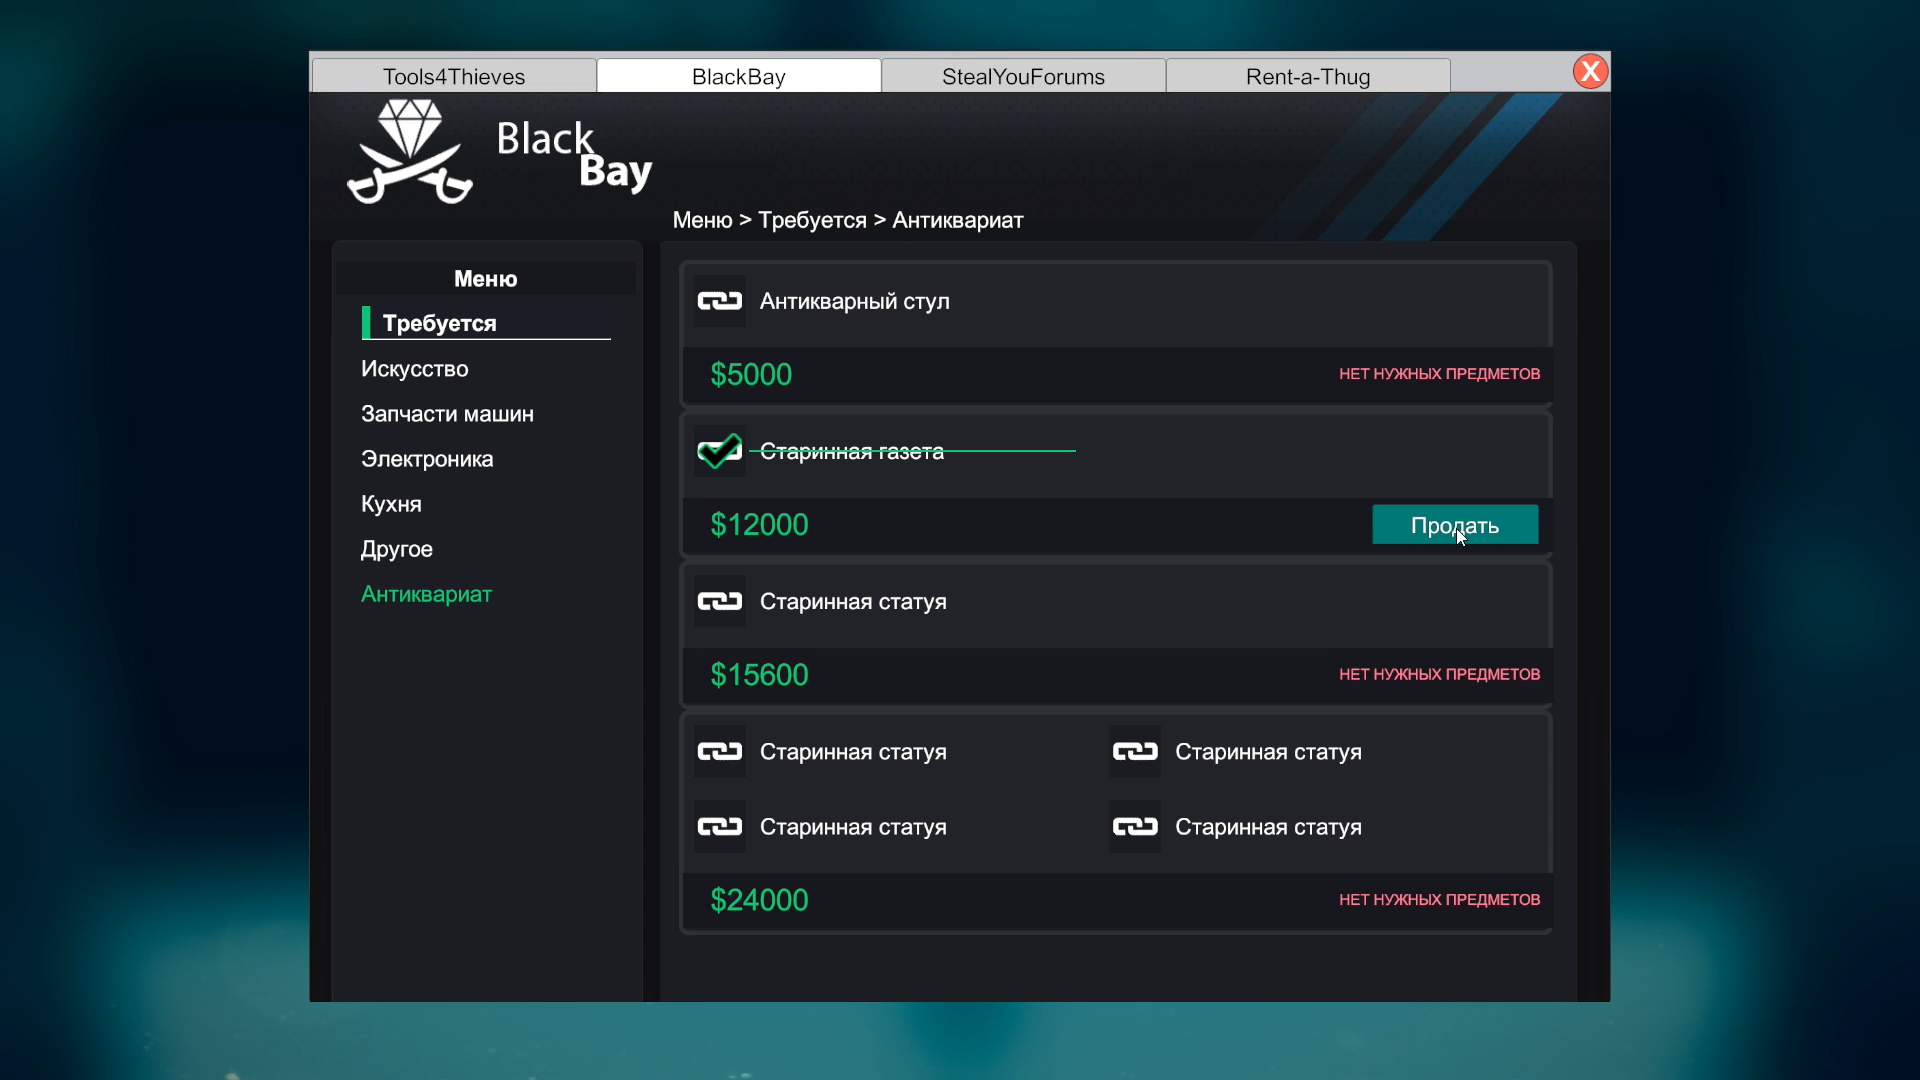 Tools4Thieves
BlackBay
StealYouForums
Rent-a-Thug
X
Black
Bay
Меню > Требуется > Антиквариат
Меню
Требуется
Искусство
Запчасти машин
Электроника
Кухня
Другое
Антиквариат
Антикварный стул
$5000
НЕТ НУЖНЫХ ПРЕДМЕТОВ
Старинная газета
$12000
Продать
Старинная статуя
$15600
НЕТ НУЖНЫХ ПРЕДМЕТОВ
Старинная статуя
Старинная статуя
Старинная статуя
Старинная статуя
$24000
НЕТ НУЖНЫХ ПРЕДМЕТОВ